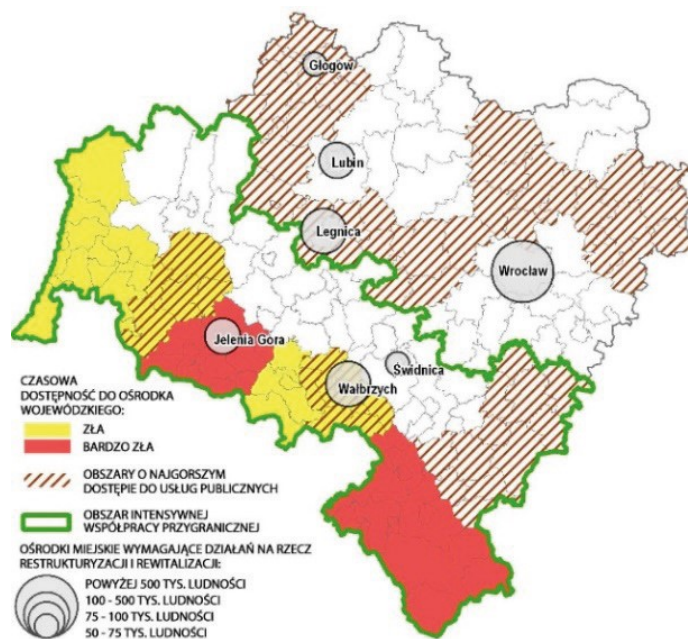 Głogów
Lubin
Legnica
Wrocław
Jelenia Góra
Świdnica
Wałbrzych
CZASOWA
DOSTĘPNOŚĆ DO OŚRODKA
WOJEWÓDZKIEGO:
ZŁA
BARDZO ZŁA
OBSZARY O NAJGORSZYM
DOSTĘPIE DO USŁUG PUBLICZNYCH
OBSZAR INTENSYWNEJ
WSPÓŁPRACY PRZYGRANICZNEJ
OŚRODKI MIEJSKIE WYMAGAJĄCE DZIAŁAŃ NA RZECZ
RESTRUKTURYZACJI I REWITALIZACJI:
POWYŻEJ 500 TYS. LUDNOŚCI
100 - 500 TYS. LUDNOŚCI
75 - 100 TYS. LUDNOŚCI
50 - 75 TYS. LUDNOŚCI